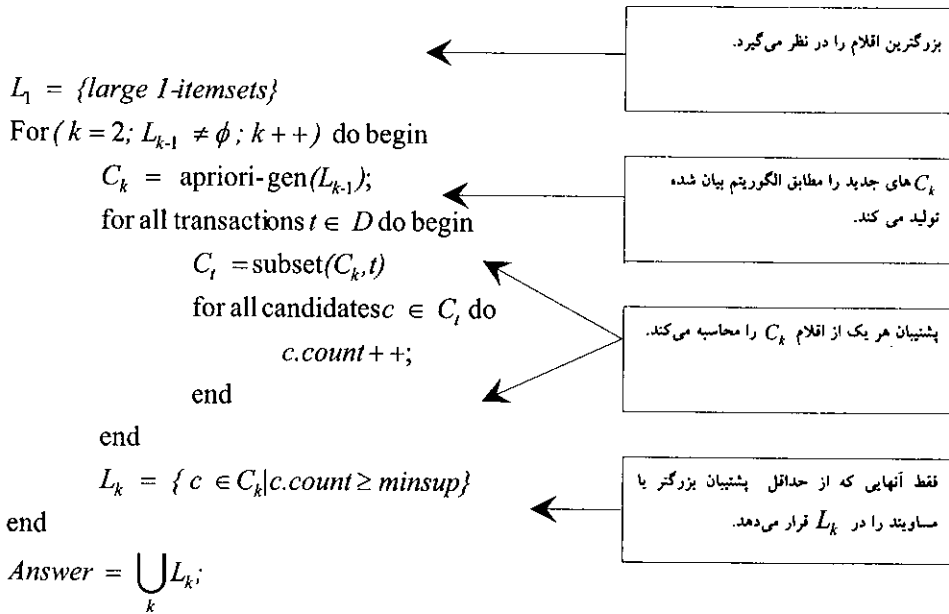 بزرگترین اقلام را در نظر می‌گیرد.
L₁ = {large 1-itemsets}
For( k = 2; Lₖ₋₁ ≠ ϕ ; k + + ) do begin
Cₖ = apriori-gen(Lₖ₋₁);
Cₖ های جدید را مطابق الگوریتم بیان شده
تولید می کند.
for all transactions t ∈ D do begin
Cₜ = subset(Cₖ,t)
for all candidates c ∈ Cₜ do
c.count + +;
پشتیبان هر یک از اقلام Cₖ را محاسبه می‌کند.
end
end
Lₖ = { c ∈ Cₖ|c.count ≥ minsup}
فقط آنهایی که از حداقل پشتیبان بزرگتر یا
مساویند را در Lₖ قرار می‌دهد.
end
Answer = ⋃ Lₖ;
k